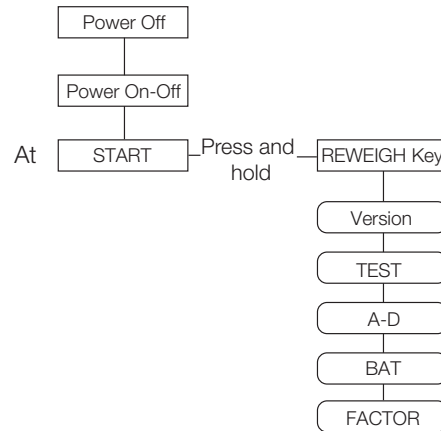 Power Off
Power On-Off
At START Press and
hold REWEIGH Key
Version
TEST
A-D
BAT
FACTOR